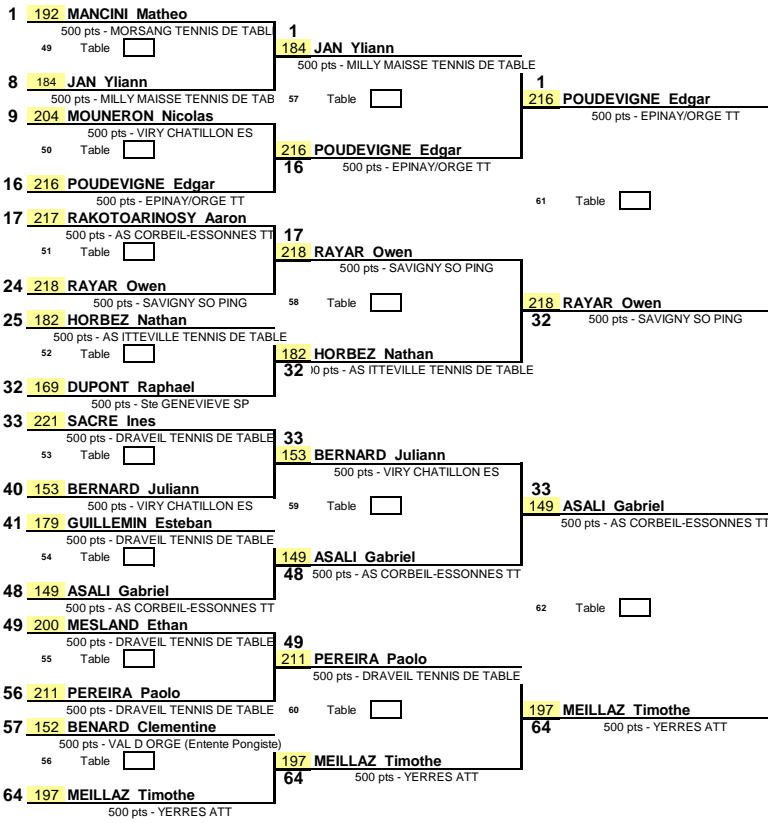 1 192 MANCINI Matheo
500 pts - MORSANG TENNIS DE TABL
49 Table
8 184 JAN Yliann
500 pts - MILLY MAISSE TENNIS DE TAB
9 204 MOUNERON Nicolas
500 pts - VIRY CHATILLON ES
50 Table
16 216 POUDEVIGNE Edgar
500 pts - EPINAY/ORGE TT
17 217 RAKOTOARINOSY Aaron
500 pts - AS CORBEIL-ESSONNES TT
51 Table
24 218 RAYAR Owen
500 pts - SAVIGNY SO PING
25 182 HORBEZ Nathan
500 pts - AS ITTEVILLE TENNIS DE TABLE
52 Table
32 169 DUPONT Raphael
500 pts - Ste GENEVIEVE SP
33 221 SACRE Ines
500 pts - DRAVEIL TENNIS DE TABLE
53 Table
40 153 BERNARD Juliann
500 pts - VIRY CHATILLON ES
41 179 GUILLEMIN Esteban
500 pts - DRAVEIL TENNIS DE TABLE
54 Table
48 149 ASALI Gabriel
500 pts - AS CORBEIL-ESSONNES TT
49 200 MESLAND Ethan
500 pts - DRAVEIL TENNIS DE TABLE
55 Table
56 211 PEREIRA Paolo
500 pts - DRAVEIL TENNIS DE TABLE
57 152 BENARD Clementine
500 pts - VAL D ORGE (Entente Pongiste)
56 Table
64 197 MEILLAZ Timothe
500 pts - YERRES ATT
1
184 JAN Yliann
500 pts - MILLY MAISSE TENNIS DE TABLE
57 Table
216 POUDEVIGNE Edgar
16 500 pts - EPINAY/ORGE TT
17
218 RAYAR Owen
500 pts - SAVIGNY SO PING
58 Table
182 HORBEZ Nathan
32 00 pts - AS ITTEVILLE TENNIS DE TABLE
33
153 BERNARD Juliann
500 pts - VIRY CHATILLON ES
59 Table
149 ASALI Gabriel
48 500 pts - AS CORBEIL-ESSONNES TT
49
211 PEREIRA Paolo
500 pts - DRAVEIL TENNIS DE TABLE
60 Table
197 MEILLAZ Timothe
64 500 pts - YERRES ATT
1
216 POUDEVIGNE Edgar
500 pts - EPINAY/ORGE TT
61 Table
218 RAYAR Owen
32 500 pts - SAVIGNY SO PING
33
149 ASALI Gabriel
500 pts - AS CORBEIL-ESSONNES TT
62 Table
197 MEILLAZ Timothe
64 500 pts - YERRES ATT